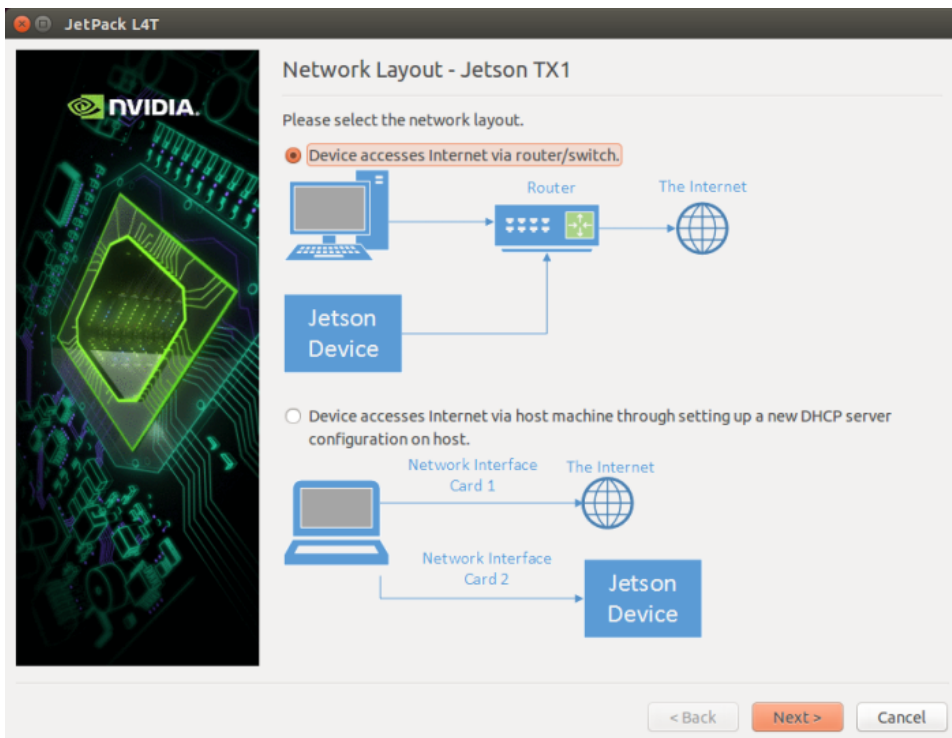 JetPack L4T
NVIDIA.
Network Layout - Jetson TX1
Please select the network layout.
Device accesses Internet via router/switch.
Router
The Internet
Jetson
Device
Device accesses Internet via host machine through setting up a new DHCP server
configuration on host.
Network Interface
Card 1
The Internet
Network Interface
Card 2
Jetson
Device
< Back
Next >
Cancel